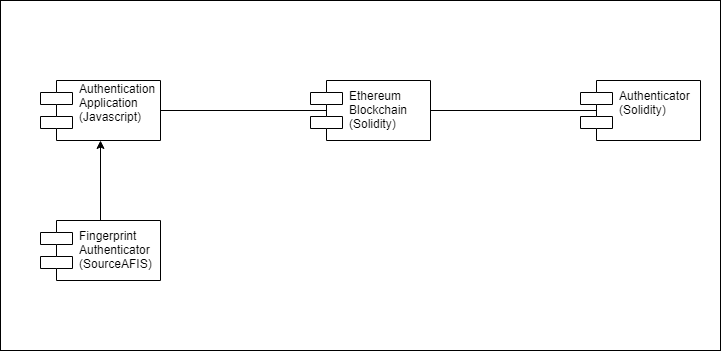 Authentication
Application
(Javascript)
Ethereum
Blockchain
(Solidity)
Authenticator
(Solidity)
Fingerprint
Authenticator
(SourceAFIS)